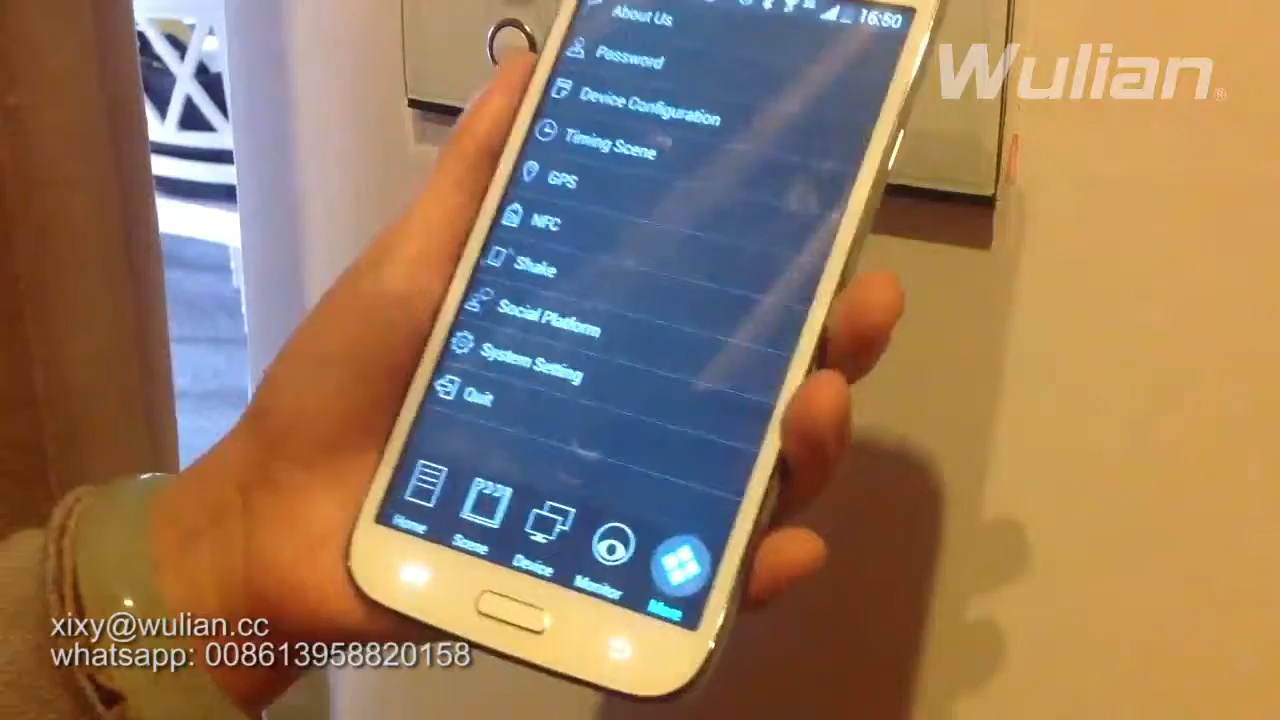 16:50
Wulian®
About Us
Password
Device Configuration
Timing Scene
GPS
NFC
Shake
Social Platform
System Setting
Quit
Home
Scene
Device
Monitor
More
xixy@wulian.cc
whatsapp: 008613958820158